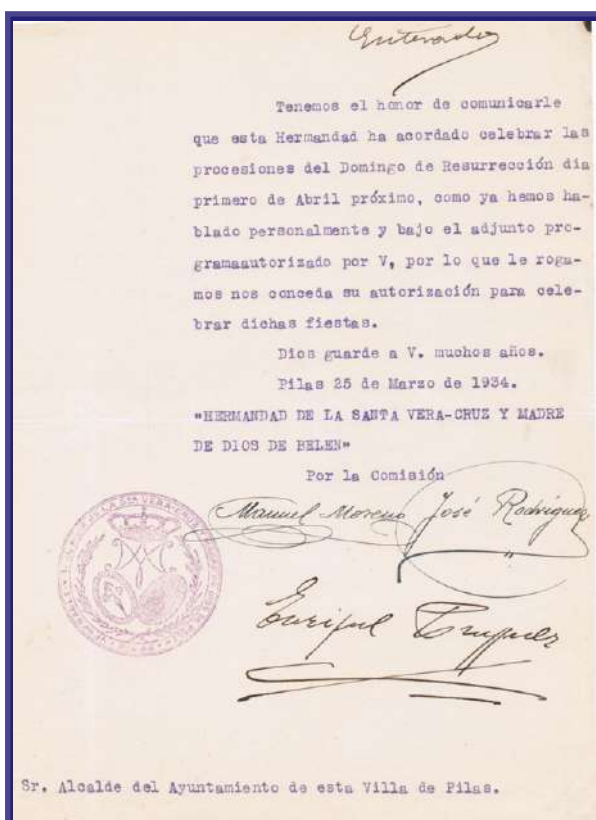 Enterado
Tenemos el honor de comunicarle
que esta Hermandad ha acordado celebrar las
procesiones del Domingo de Resurrección dia
primero de Abril próximo, como ya hemos ha-
blado personalmente y bajo el adjunto pro-
gramaautorizado por V, por lo que le roga-
mos nos conceda su autorización para cele-
brar dichas fiestas.
Dios guarde a V. muchos años.
Pilas 25 de Marzo de 1934.
"HERMANDAD DE LA SANTA VERA-CRUZ Y MADRE
DE DIOS DE BELEN"
Por la Comisión
Manuel Moreno José Rodriguez
VERA-CRUZ
Sr. Alcalde del Ayuntamiento de esta Villa de Pilas.